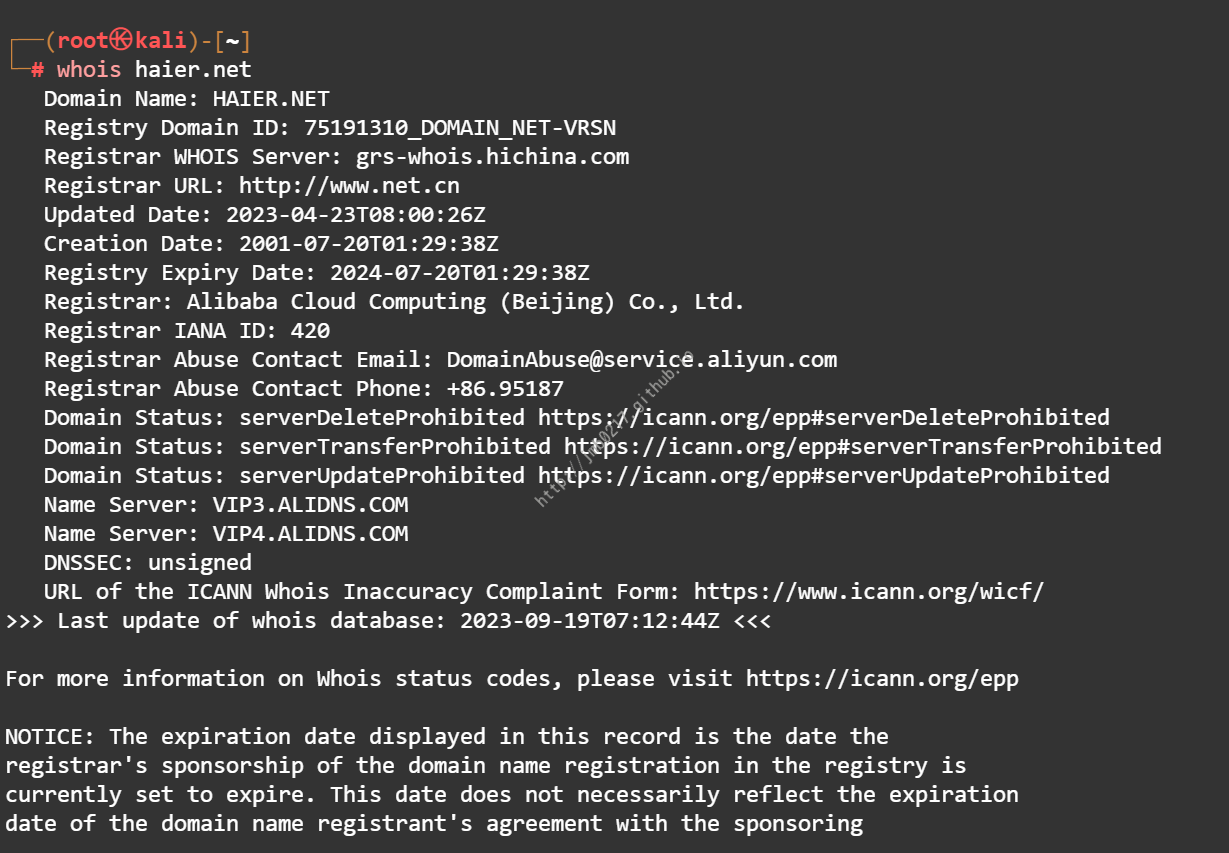 ┌──(root㉿kali)-[~]
└─# whois haier.net
Domain Name: HAIER.NET
Registry Domain ID: 75191310_DOMAIN_NET-VRSN
Registrar WHOIS Server: grs-whois.hichina.com
Registrar URL: http://www.net.cn
Updated Date: 2023-04-23T08:00:26Z
Creation Date: 2001-07-20T01:29:38Z
Registry Expiry Date: 2024-07-20T01:29:38Z
Registrar: Alibaba Cloud Computing (Beijing) Co., Ltd.
Registrar IANA ID: 420
Registrar Abuse Contact Email: DomainAbuse@service.aliyun.com
Registrar Abuse Contact Phone: +86.95187
Domain Status: serverDeleteProhibited https://icann.org/epp#serverDeleteProhibited
Domain Status: serverTransferProhibited https://icann.org/epp#serverTransferProhibited
Domain Status: serverUpdateProhibited https://icann.org/epp#serverUpdateProhibited
Name Server: VIP3.ALIDNS.COM
Name Server: VIP4.ALIDNS.COM
DNSSEC: unsigned
URL of the ICANN Whois Inaccuracy Complaint Form: https://www.icann.org/wicf/
>>> Last update of whois database: 2023-09-19T07:12:44Z <<<
For more information on Whois status codes, please visit https://icann.org/epp
NOTICE: The expiration date displayed in this record is the date the
registrar's sponsorship of the domain name registration in the registry is
currently set to expire. This date does not necessarily reflect the expiration
date of the domain name registrant's agreement with the sponsoring